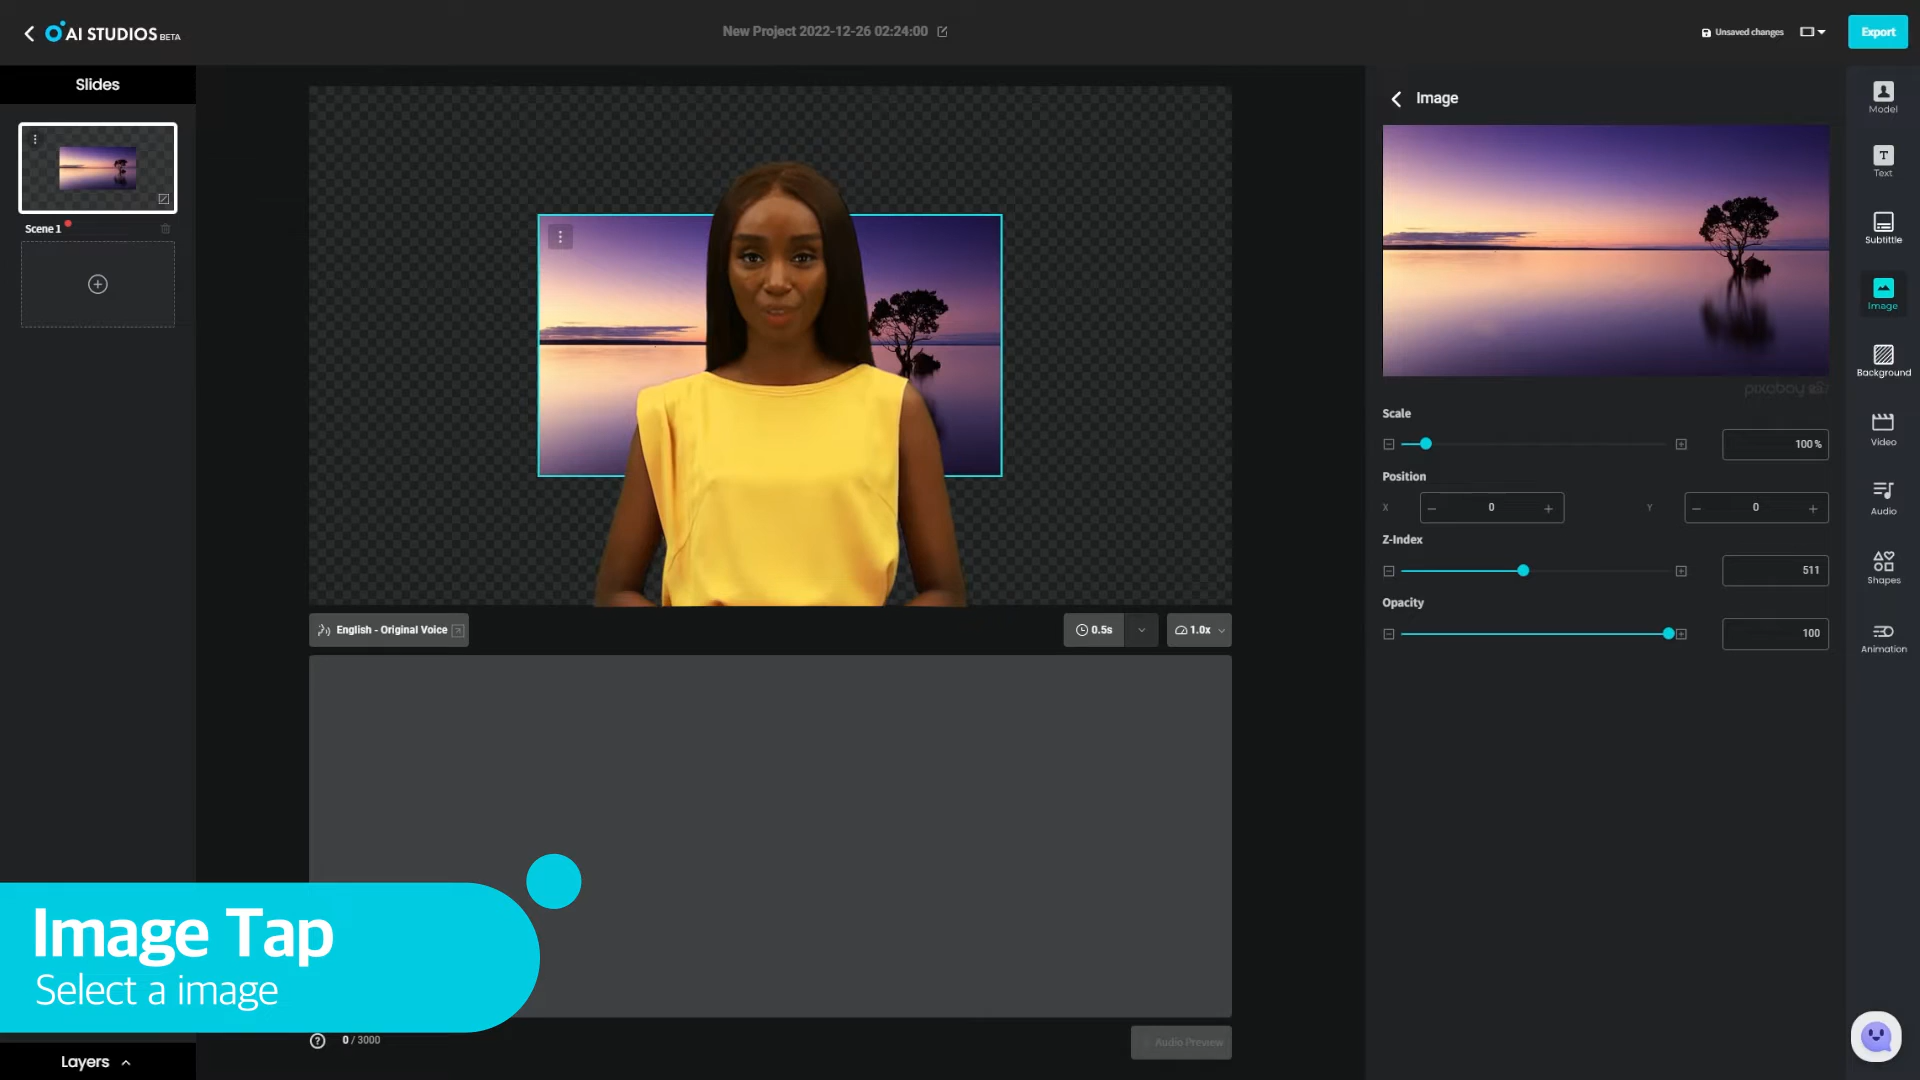 AI STUDIOS BETA
New Project 2022-12-26 02:24:00
Unsaved changes
Export
Slides
Scene 1
Image
pixabay
Scale
100 %
Position
X
0
Y
0
Z-Index
511
Opacity
100
Model
Text
Subtitle
Image
Background
Video
Audio
Shapes
Animation
English - Original Voice
0.5s
1.0x
Image Tap
Select a image
0 / 3000
Audio Preview
Layers